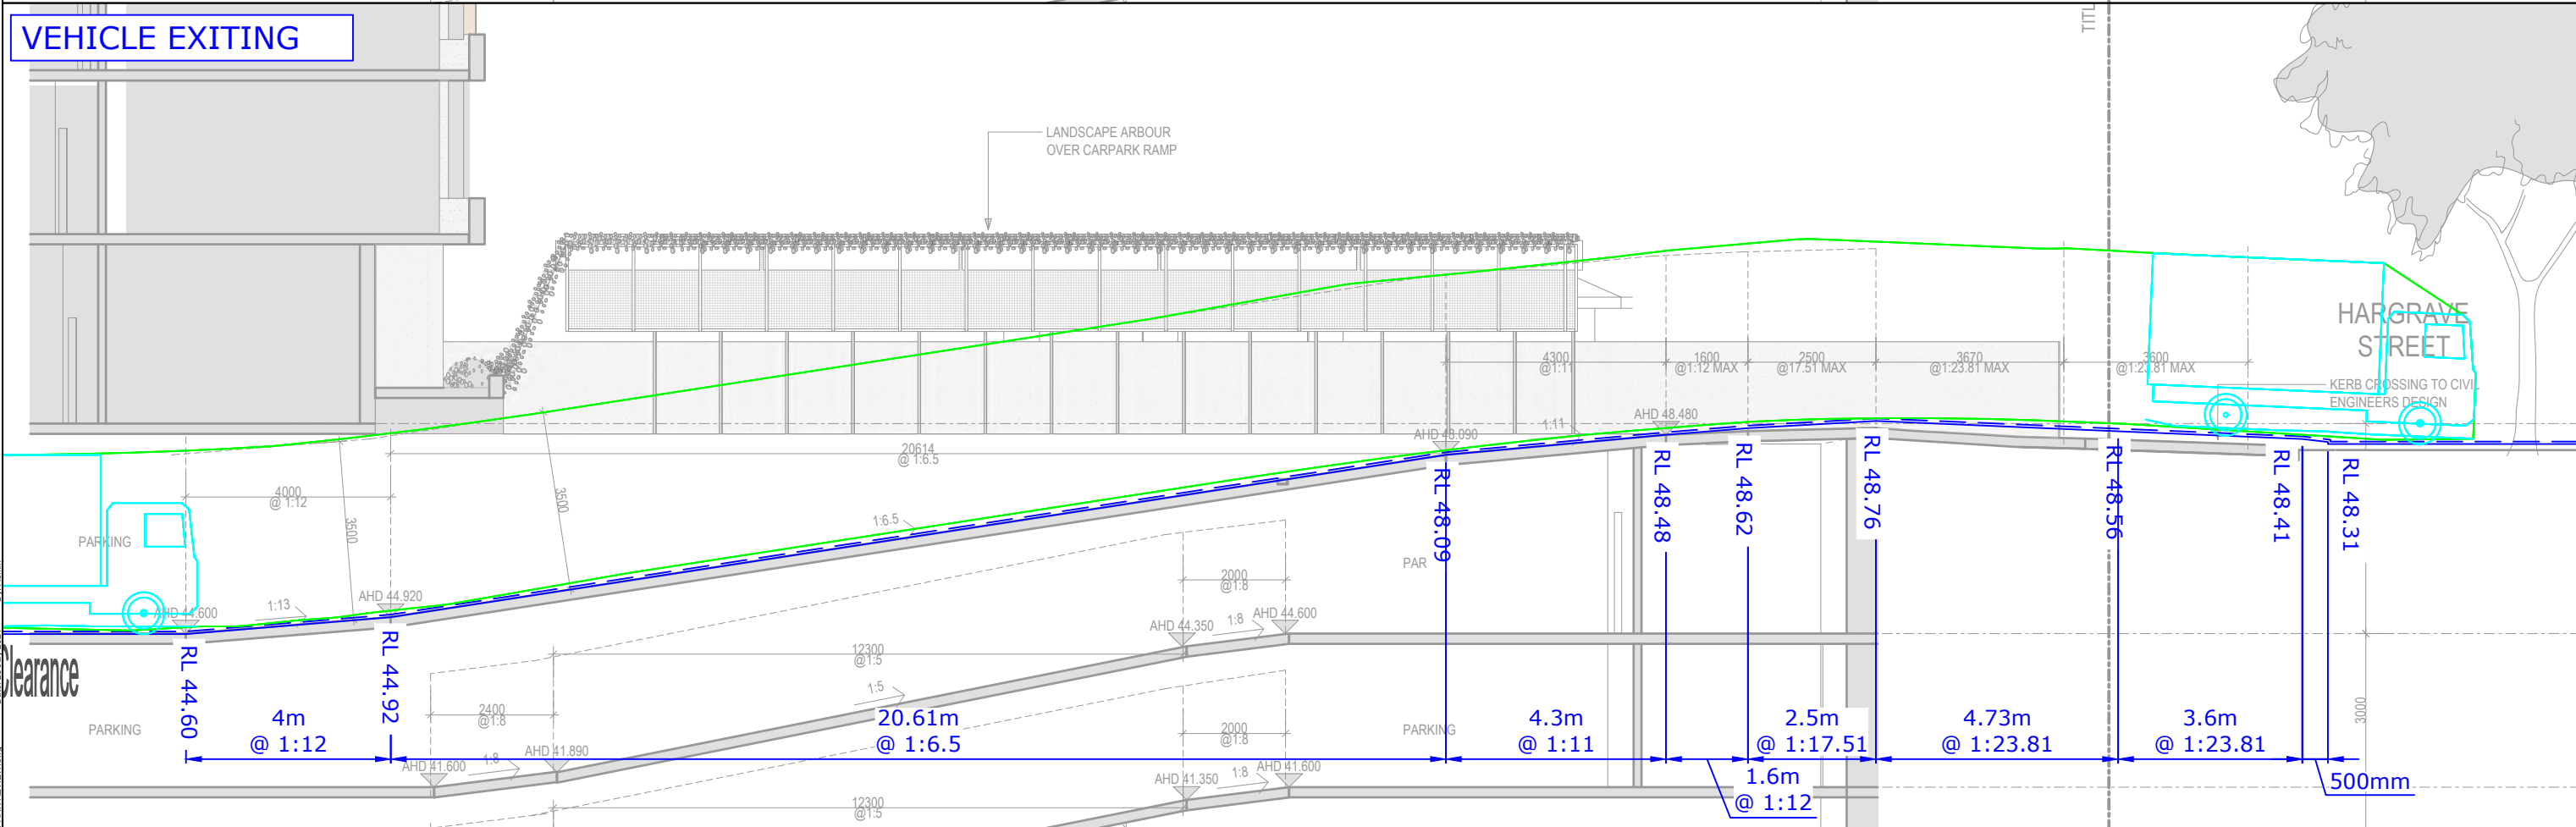 VEHICLE EXITING
TITL
LANDSCAPE ARBOUR
OVER CARPARK RAMP
HARGRAVE
STREET
KERB CROSSING TO CIVIL
ENGINEERS DESIGN
4300
@1:11
1600
@1:12 MAX
2500
@17.51 MAX
3670
@1:23.81 MAX
3600
@1:23.81 MAX
AHD 48.480
1:11
AHD 48.090
20614
@ 1:6.5
4000
@ 1:12
3500
3500
1:6.5
PARKING
AHD 44.600
1:13
AHD 44.920
PAR
2000
@1:8
AHD 44.350
1:8
AHD 44.600
12300
@1:5
1:5
2400
@1:8
AHD 41.600
1:8
AHD 41.890
2000
@1:8
AHD 41.350
1:8
AHD 41.600
12300
@1:5
PARKING
PARKING
3000
Clearance
RL 44.60
RL 44.92
RL 48.09
RL 48.48
RL 48.62
RL 48.76
RL 48.56
RL 48.41
RL 48.31
4m
@ 1:12
20.61m
@ 1:6.5
4.3m
@ 1:11
1.6m
@ 1:12
2.5m
@ 1:17.51
4.73m
@ 1:23.81
3.6m
@ 1:23.81
500mm